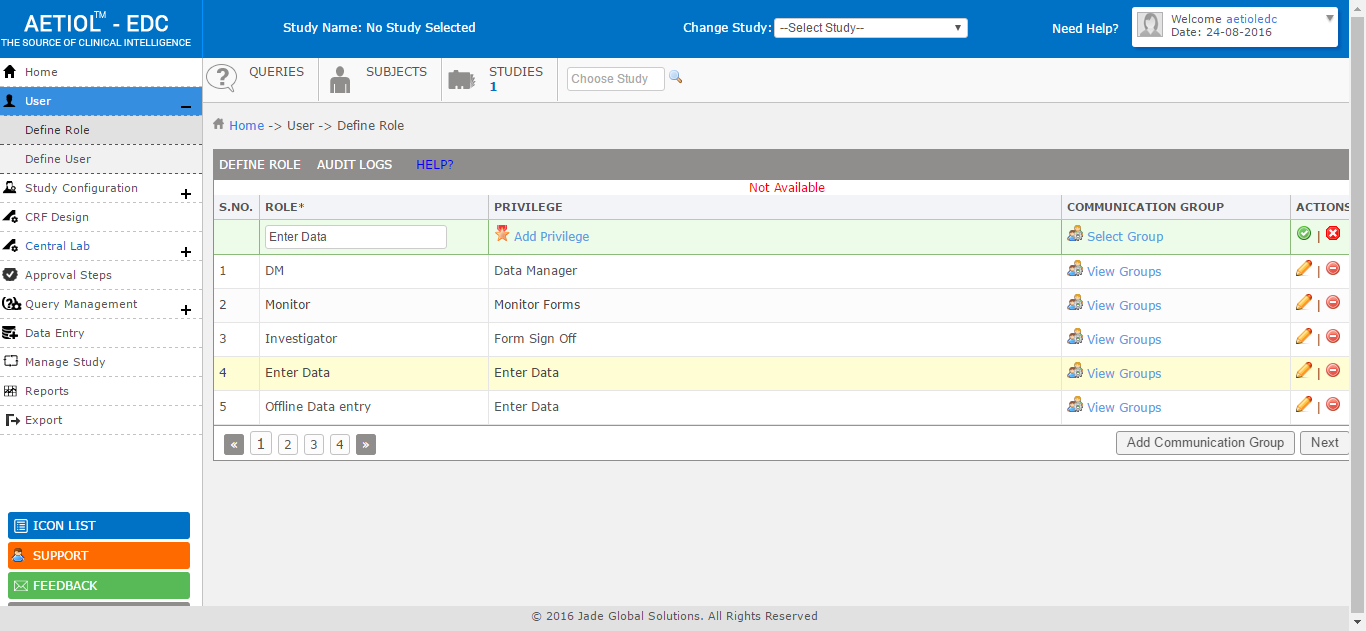 AETIOL™ - EDC
THE SOURCE OF CLINICAL INTELLIGENCE
Study Name: No Study Selected
Change Study: --Select Study--
Need Help?
Welcome aetioledc
Date: 24-08-2016
Home
User
Define Role
Define User
Study Configuration
CRF Design
Central Lab
Approval Steps
Query Management
Data Entry
Manage Study
Reports
Export
ICON LIST
SUPPORT
FEEDBACK
? QUERIES
SUBJECTS
STUDIES
1
Choose Study
Home -> User -> Define Role
DEFINE ROLE AUDIT LOGS HELP?
Not Available
S.NO. ROLE* PRIVILEGE COMMUNICATION GROUP ACTIONS
Enter Data Add Privilege Select Group |
1 DM Data Manager View Groups |
2 Monitor Monitor Forms View Groups |
3 Investigator Form Sign Off View Groups |
4 Enter Data Enter Data View Groups |
5 Offline Data entry Enter Data View Groups |
« 1 2 3 4 » Add Communication Group Next
© 2016 Jade Global Solutions. All Rights Reserved